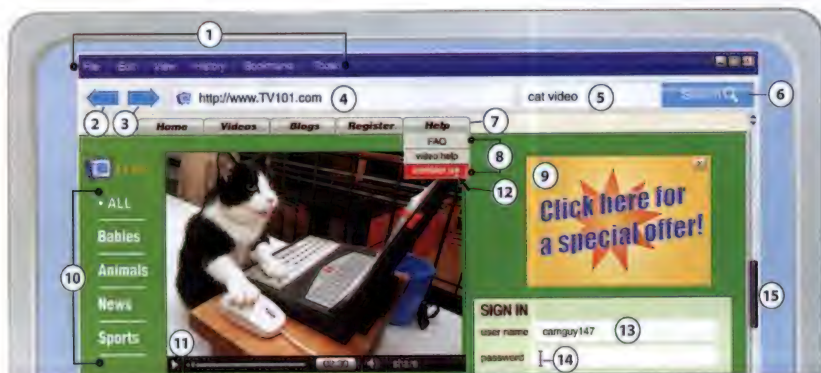 1
File Edit View History Bookmarks Tools
2 3 http://www.TV101.com 4 cat video 5 Search 6
Home Videos Blogs Register Help 7
FAQ
video help 8
contact us
12
10
• ALL
Babies
Animals
News
Sports
11
share
9
Click here for
a special offer!
15
SIGN IN
user name camguy147 13
password 14